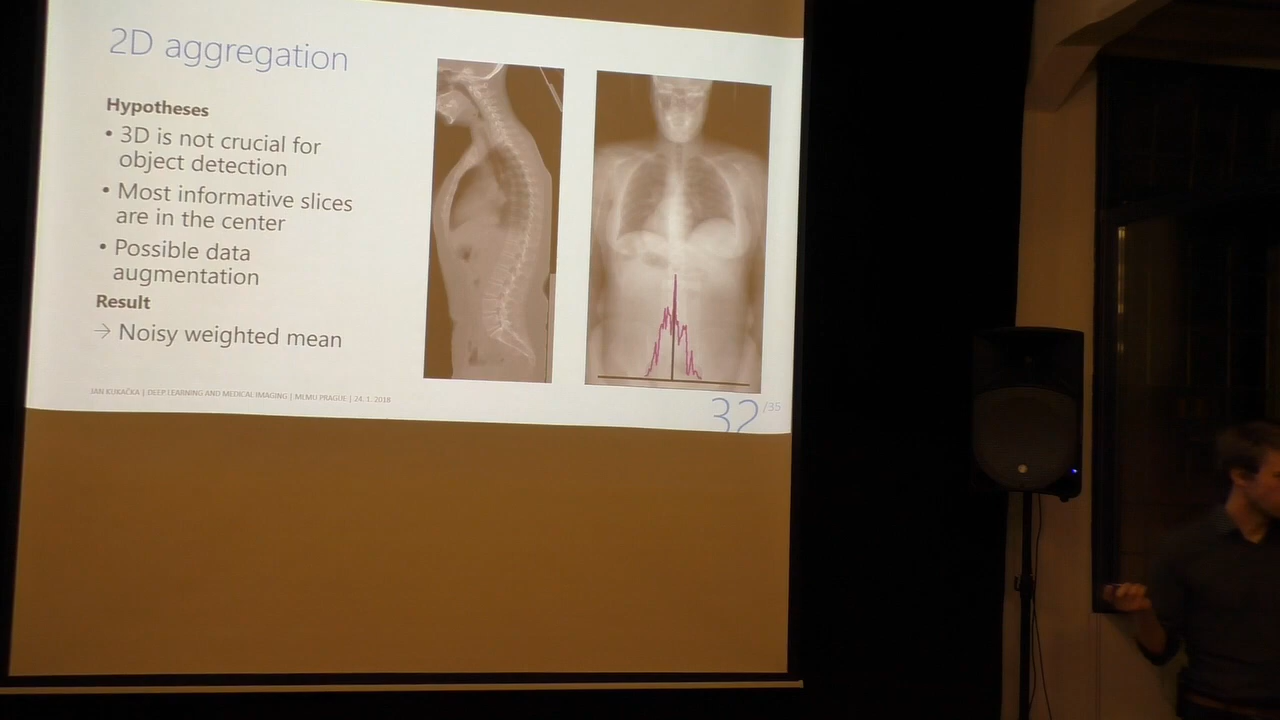 2D aggregation
Hypotheses
• 3D is not crucial for
object detection
• Most informative slices
are in the center
• Possible data
augmentation
Result
→ Noisy weighted mean
JAN KUKAČKA | DEEP LEARNING AND MEDICAL IMAGING | MLMU PRAGUE | 24. 1. 2018
32/35